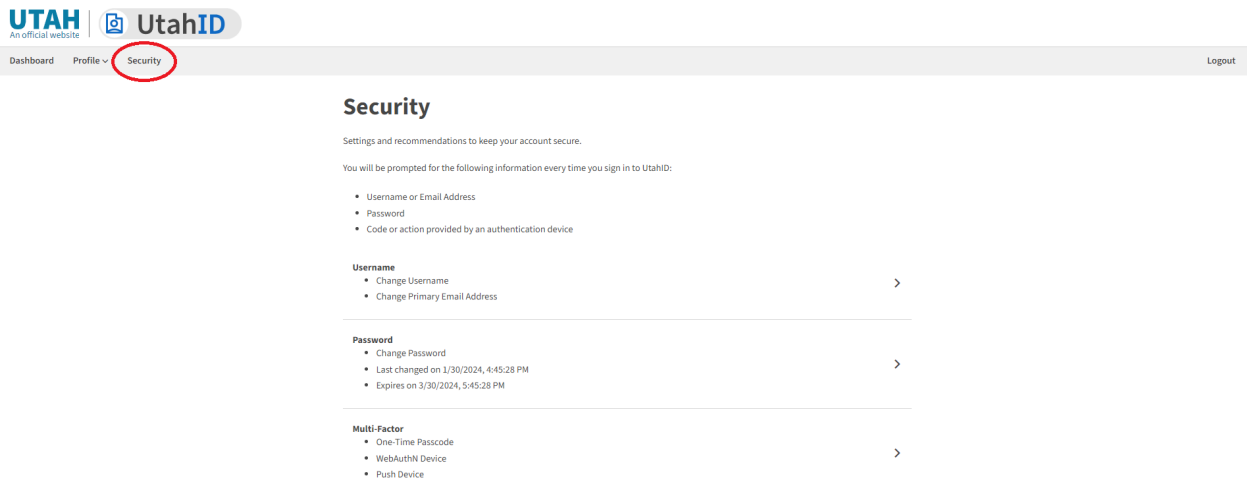 UTAH
An official website
UtahID
Dashboard Profile Security Logout
Security
Settings and recommendations to keep your account secure.
You will be prompted for the following information every time you sign in to UtahID:
Username or Email Address
Password
Code or action provided by an authentication device
Username
Change Username
Change Primary Email Address
Password
Change Password
Last changed on 1/30/2024, 4:45:28 PM
Expires on 3/30/2024, 5:45:28 PM
Multi-Factor
One-Time Passcode
WebAuthN Device
Push Device